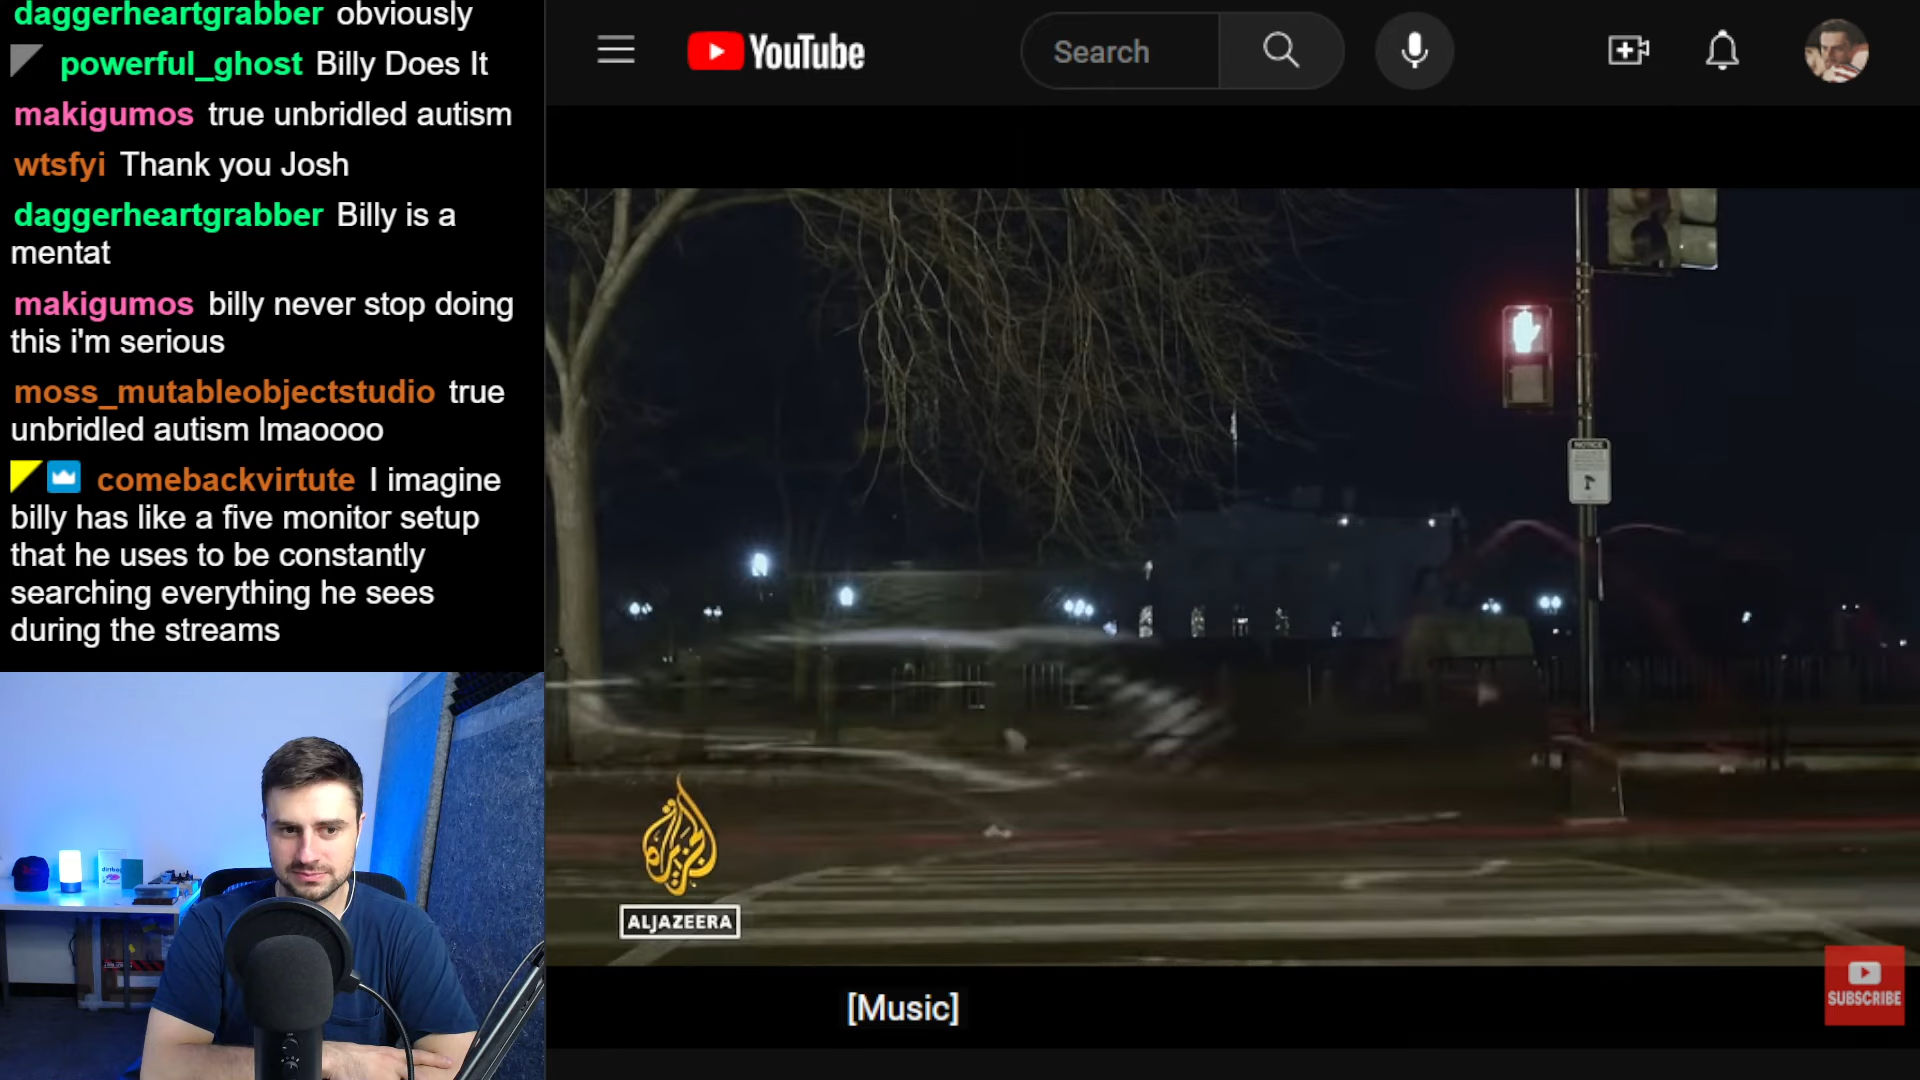 daggerheartgrabber obviously
powerful_ghost Billy Does It
makigumos true unbridled autism
wtsfyi Thank you Josh
daggerheartgrabber Billy is a
mentat
makigumos billy never stop doing
this i'm serious
moss_mutableobjectstudio true
unbridled autism lmaoooo
comebackvirtute I imagine
billy has like a five monitor setup
that he uses to be constantly
searching everything he sees
during the streams
YouTube
Search
NOTICE
الجزيرة
ALJAZEERA
[Music]
SUBSCRIBE